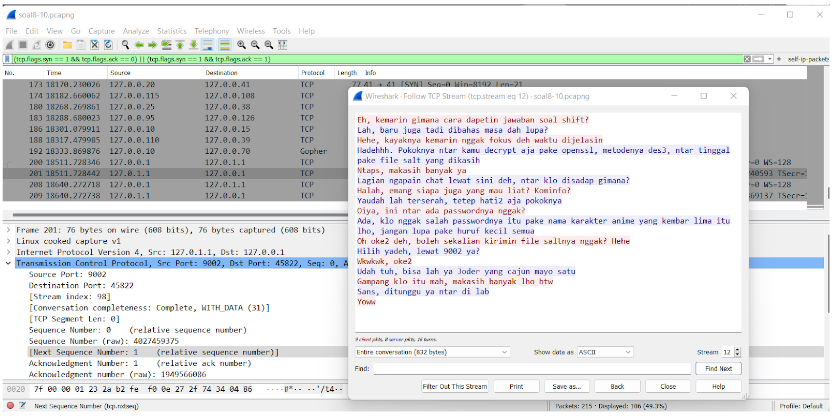 soal8-10.pcapng
File Edit View Go Capture Analyze Statistics Telephony Wireless Tools Help
(tcp.flags.syn == 1 && tcp.flags.ack == 0) || (tcp.flags.syn == 1 && tcp.flags.ack == 1)
self-ip-packets
No. Time Source Destination Protocol Length Info
173 18170.230026 127.0.0.20 127.0.0.41 TCP 77 41 → 41 [SYN] Seq=0 Win=8192 Len=21
174 18182.660062 127.0.0.115 127.0.0.108 TCP
180 18268.269861 127.0.0.25 127.0.0.38 TCP
183 18288.680023 127.0.0.95 127.0.0.126 TCP
186 18301.079911 127.0.0.10 127.0.0.15 TCP
188 18317.479985 127.0.0.110 127.0.0.39 TCP
192 18333.869876 127.0.0.10 127.0.0.70 Gopher
200 18511.728346 127.0.0.1 127.0.1.1 TCP =0 WS=128
201 18511.728442 127.0.1.1 127.0.0.1 TCP
208 18640.272718 127.0.0.1 127.0.1.1 TCP =0 WS=128
209 18640.272738 127.0.1.1 127.0.0.1 TCP
Frame 201: 76 bytes on wire (608 bits), 76 bytes captured (608 bits)
Linux cooked capture v1
Internet Protocol Version 4, Src: 127.0.1.1, Dst: 127.0.0.1
Transmission Control Protocol, Src Port: 9002, Dst Port: 45822, Seq: 0, A
Source Port: 9002
Destination Port: 45822
[Stream index: 98]
[Conversation completeness: Complete, WITH_DATA (31)]
[TCP Segment Len: 0]
Sequence Number: 0 (relative sequence number)
Sequence Number (raw): 4027459375
[Next Sequence Number: 1 (relative sequence number)]
Acknowledgment Number: 1 (relative ack number)
Acknowledgment number (raw): 1949566086
0020 7f 00 00 01 23 2a b2 fe f0 0e 27 2f 74 34 04 86
Next Sequence Number (tcp.nxtseq)
Packets: 215 · Displayed: 106 (49.3%)
Profile: Default
Wireshark · Follow TCP Stream (tcp.stream eq 12) · soal8-10.pcapng
Eh, kemarin gimana cara dapetin jawaban soal shift?
Lah, baru juga tadi dibahas masa dah lupa?
Hehe, kayaknya kemarin nggak fokus deh waktu dijelasin
Hadehhh. Pokoknya ntar kamu decrypt aja pake openssl, metodenya des3, ntar tinggal
pake file salt yang dikasih
Ntaps, makasih banyak ya
Lagian ngapain chat lewat sini deh, ntar klo disadap gimana?
Halah, emang siapa juga yang mau liat? Kominfo?
Yaudah lah terserah, tetep hati2 aja pokoknya
Oiya, ini ntar ada passwordnya nggak?
Ada, klo nggak salah passwordnya itu pake nama karakter anime yang kembar lima itu
lho, jangan lupa pake huruf kecil semua
Oh oke2 deh, boleh sekalian kirimin file saltnya nggak? Hehe
Hilih yadeh, lewat 9002 ya?
Wkwkwk, oke2
Udah tuh, bisa lah ya Joder yang cajun mayo satu
Gampang klo itu mah, makasih banyak lho btw
Sans, ditunggu ya ntar di lab
Yoww
8 server pkts, 16 turns.
Entire conversation (832 bytes)
Show data as ASCII
Stream 12
Find:
Find Next
Filter Out This Stream Print Save as... Back Close Help